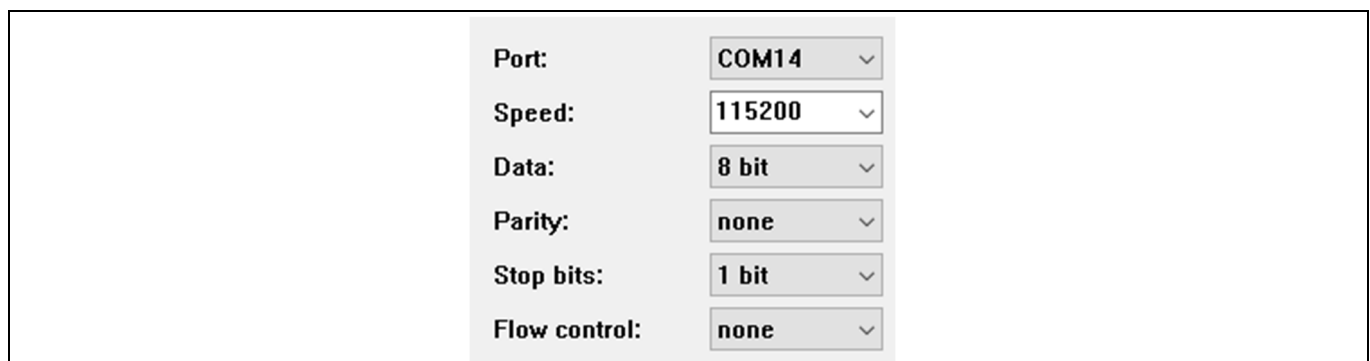 Port: COM14
Speed: 115200
Data: 8 bit
Parity: none
Stop bits: 1 bit
Flow control: none